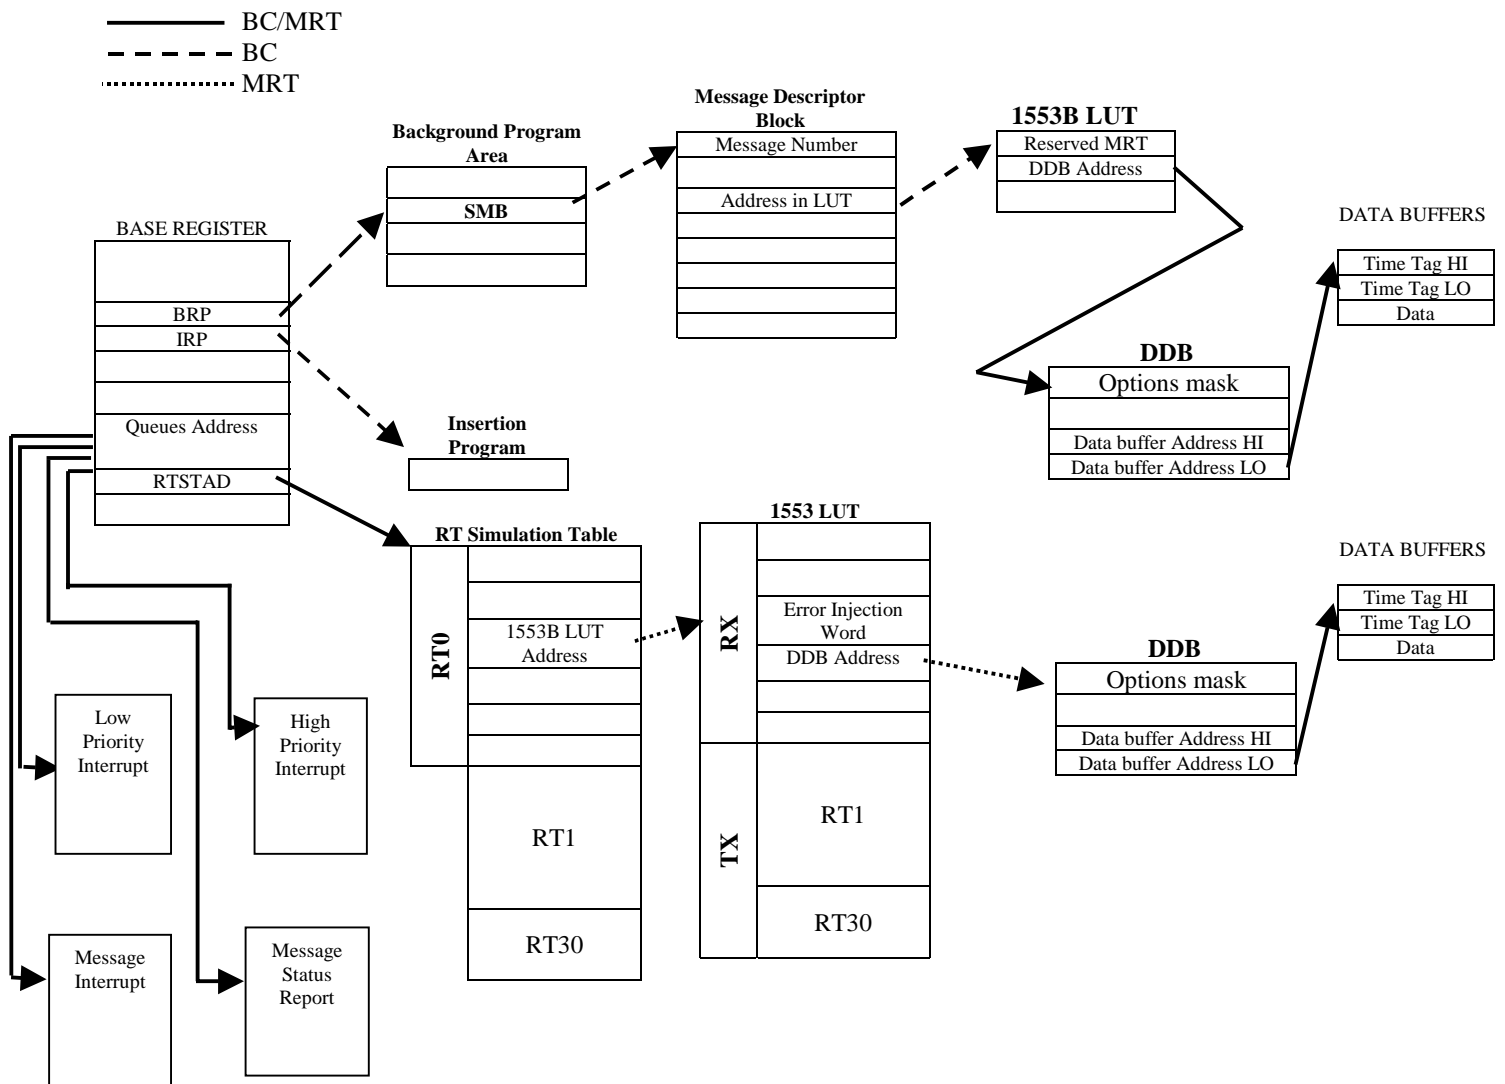 BC/MRT
BC
MRT
Background Program
Area
SMB
Message Descriptor
Block
Message Number
Address in LUT
1553B LUT
Reserved MRT
DDB Address
DATA BUFFERS
Time Tag HI
Time Tag LO
Data
BASE REGISTER
BRP
IRP
Queues Address
RTSTAD
Insertion
Program
DDB
Options mask
Data buffer Address HI
Data buffer Address LO
RT Simulation Table
RT0
1553B LUT
Address
RT1
RT30
1553 LUT
RX
Error Injection
Word
DDB Address
TX
RT1
RT30
DATA BUFFERS
Time Tag HI
Time Tag LO
Data
DDB
Options mask
Data buffer Address HI
Data buffer Address LO
Low
Priority
Interrupt
High
Priority
Interrupt
Message
Interrupt
Message
Status
Report